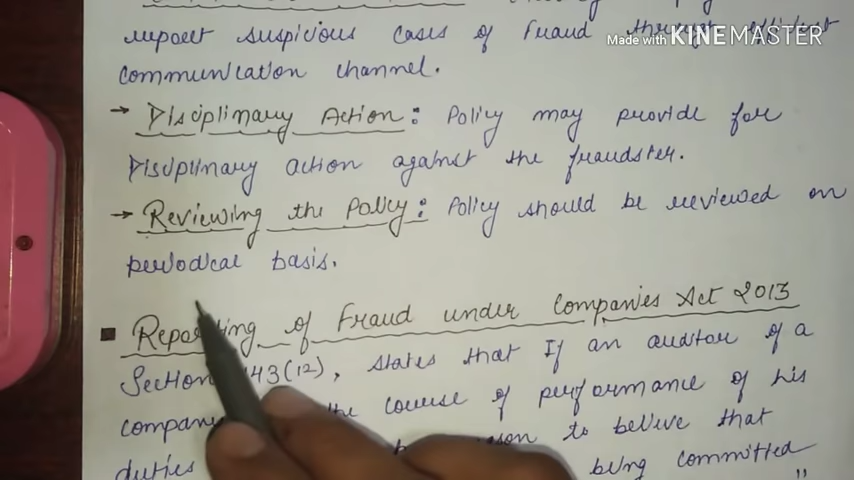 report suspicious cases of Fraud through
Made with KINEMASTER
communication channel.
→ Disciplinary Action: Policy may provide for
Disciplinary action against the fraudster.
→ Reviewing the Policy: Policy should be reviewed on
periodical basis.
■ Reporting of Fraud under Companies Act 2013
Section 143(12), states that If an auditor of a
company the course of performance of his
duties to believe that
being committed